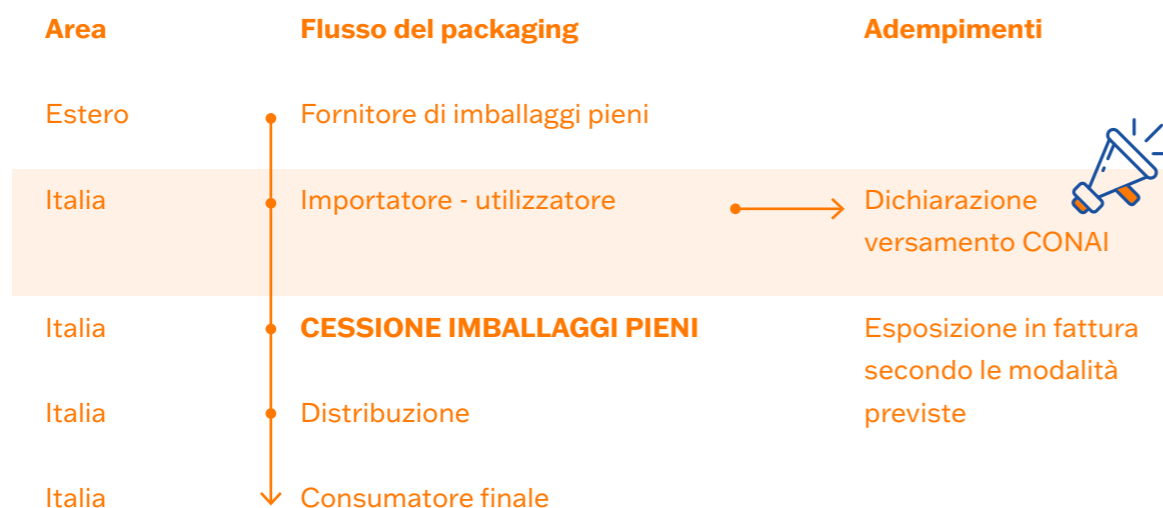 Area Flusso del packaging Adempimenti
Estero Fornitore di imballaggi pieni
Italia Importatore - utilizzatore Dichiarazione
versamento CONAI
Italia CESSIONE IMBALLAGGI PIENI Esposizione in fattura
secondo le modalità
Italia Distribuzione previste
Italia Consumatore finale